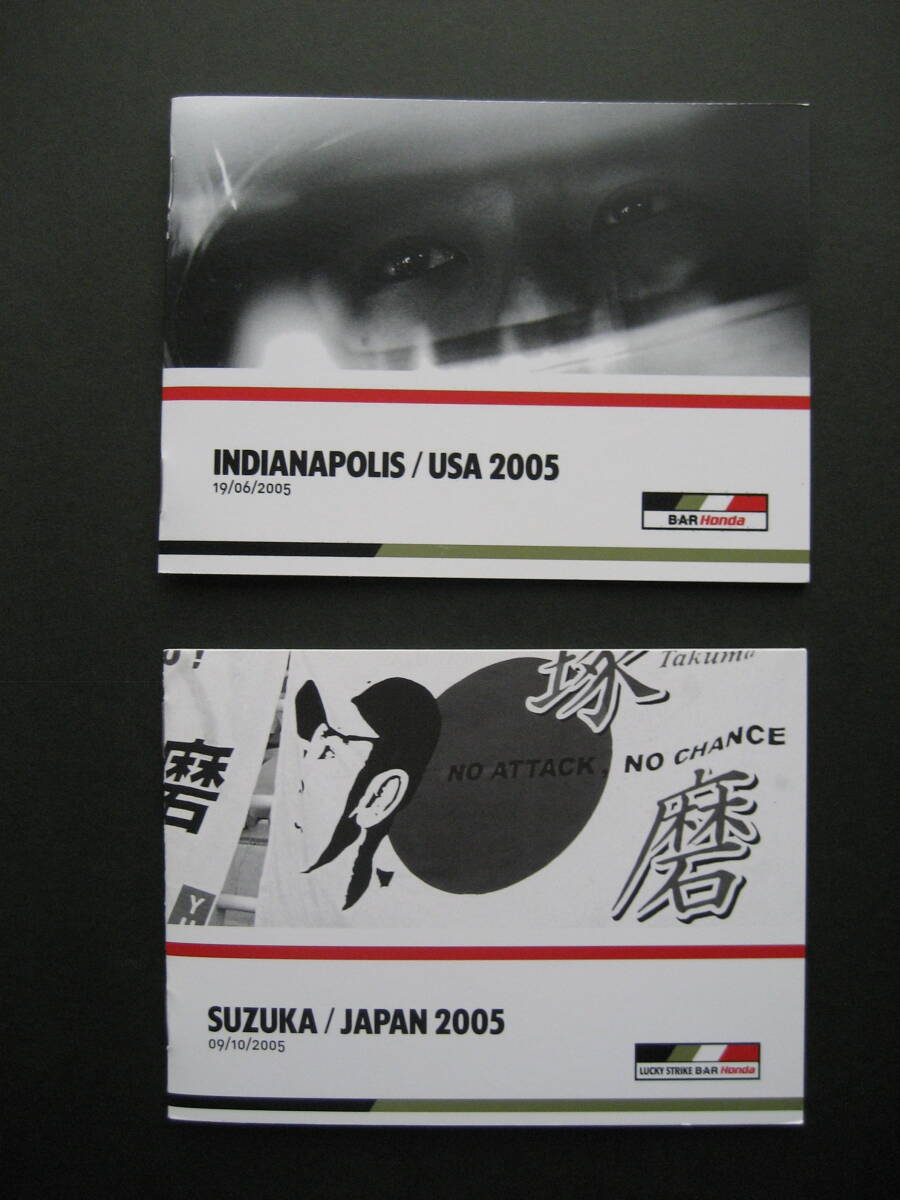 INDIANAPOLIS / USA 2005
19/06/2005
BAR Honda
琢
Takuma
NO ATTACK, NO CHANCE
磨
磨
SUZUKA / JAPAN 2005
09/10/2005
LUCKY STRIKE BAR Honda